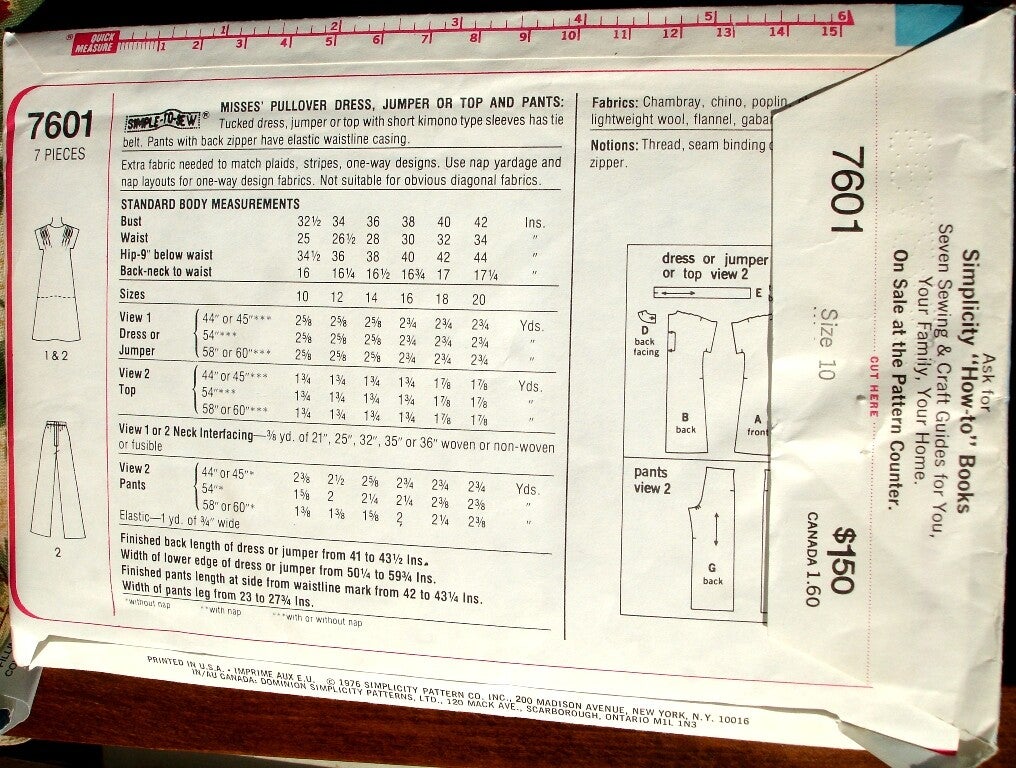 QUICK
MEASURE
1 2 3 4 5 6
1 2 3 4 5 6 7 8 9 10 11 12 13 14 15
7601
7 PIECES
SIMPLE-TO-SEW®
MISSES' PULLOVER DRESS, JUMPER OR TOP AND PANTS:
Tucked dress, jumper or top with short kimono type sleeves has tie
belt. Pants with back zipper have elastic waistline casing.
Extra fabric needed to match plaids, stripes, one-way designs. Use nap yardage and
nap layouts for one-way design fabrics. Not suitable for obvious diagonal fabrics.
STANDARD BODY MEASUREMENTS
Bust 32½ 34 36 38 40 42 Ins.
Waist 25 26½ 28 30 32 34 "
Hip-9" below waist 34½ 36 38 40 42 44 "
Back-neck to waist 16 16¼ 16½ 16¾ 17 17¼ "
Sizes 10 12 14 16 18 20
View 1 44" or 45"*** 2⅝ 2⅝ 2⅝ 2¾ 2¾ 2¾ Yds.
Dress or 54"*** 2⅝ 2⅝ 2⅝ 2¾ 2¾ 2¾ "
Jumper 58" or 60"*** 2⅝ 2⅝ 2⅝ 2¾ 2¾ 2¾ "
View 2 44" or 45"*** 1¾ 1¾ 1¾ 1¾ 1⅞ 1⅞ Yds.
Top 54"*** 1¾ 1¾ 1¾ 1¾ 1⅞ 1⅞ "
58" or 60"*** 1¾ 1¾ 1¾ 1¾ 1⅞ 1⅞ "
View 1 or 2 Neck Interfacing—⅜ yd. of 21", 25", 32", 35" or 36" woven or non-woven
or fusible
View 2 44" or 45"* 2⅜ 2½ 2⅝ 2¾ 2¾ 2¾ Yds.
Pants 54"* 1⅝ 2 2¼ 2¼ 2⅜ 2⅜ "
58" or 60"* 1⅜ 1⅜ 1⅝ 2 2¼ 2⅜ "
Elastic—1 yd. of ¾" wide
Finished back length of dress or jumper from 41 to 43½ Ins.
Width of lower edge of dress or jumper from 50¼ to 59¾ Ins.
Finished pants length at side from waistline mark from 42 to 43¼ Ins.
Width of pants leg from 23 to 27¾ Ins.
*without nap **with nap ***with or without nap
1 & 2
2
Fabrics: Chambray, chino, poplin,
lightweight wool, flannel, gaba
Notions: Thread, seam binding
zipper.
dress or jumper
or top view 2
E
D
back
facing
B
back
A
front
pants
view 2
G
back
7601
Size 10
$150
CANADA 1.60
CUT HERE
Ask for
Simplicity "How-to" Books
Seven Sewing & Craft Guides for You,
Your Family, Your Home.
On Sale at the Pattern Counter.
PRINTED IN U.S.A. • IMPRIME AUX E.U. © 1976 SIMPLICITY PATTERN CO. INC., 200 MADISON AVENUE, NEW YORK, N.Y. 10016
IN/AU CANADA: DOMINION SIMPLICITY PATTERNS, LTD., 120 MACK AVE., SCARBOROUGH, ONTARIO M1L 1N3